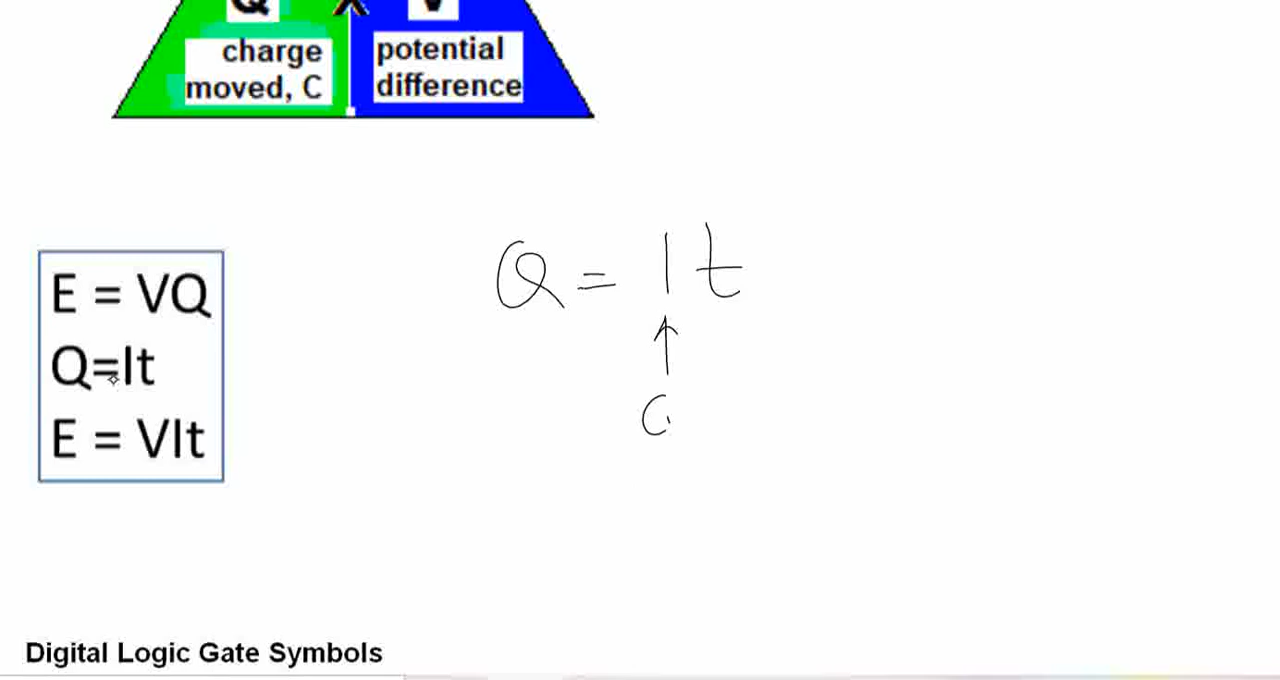 Q X V
charge
moved, C
potential
difference
Q = I t
E = VQ
Q=It
E = VIt
Digital Logic Gate Symbols